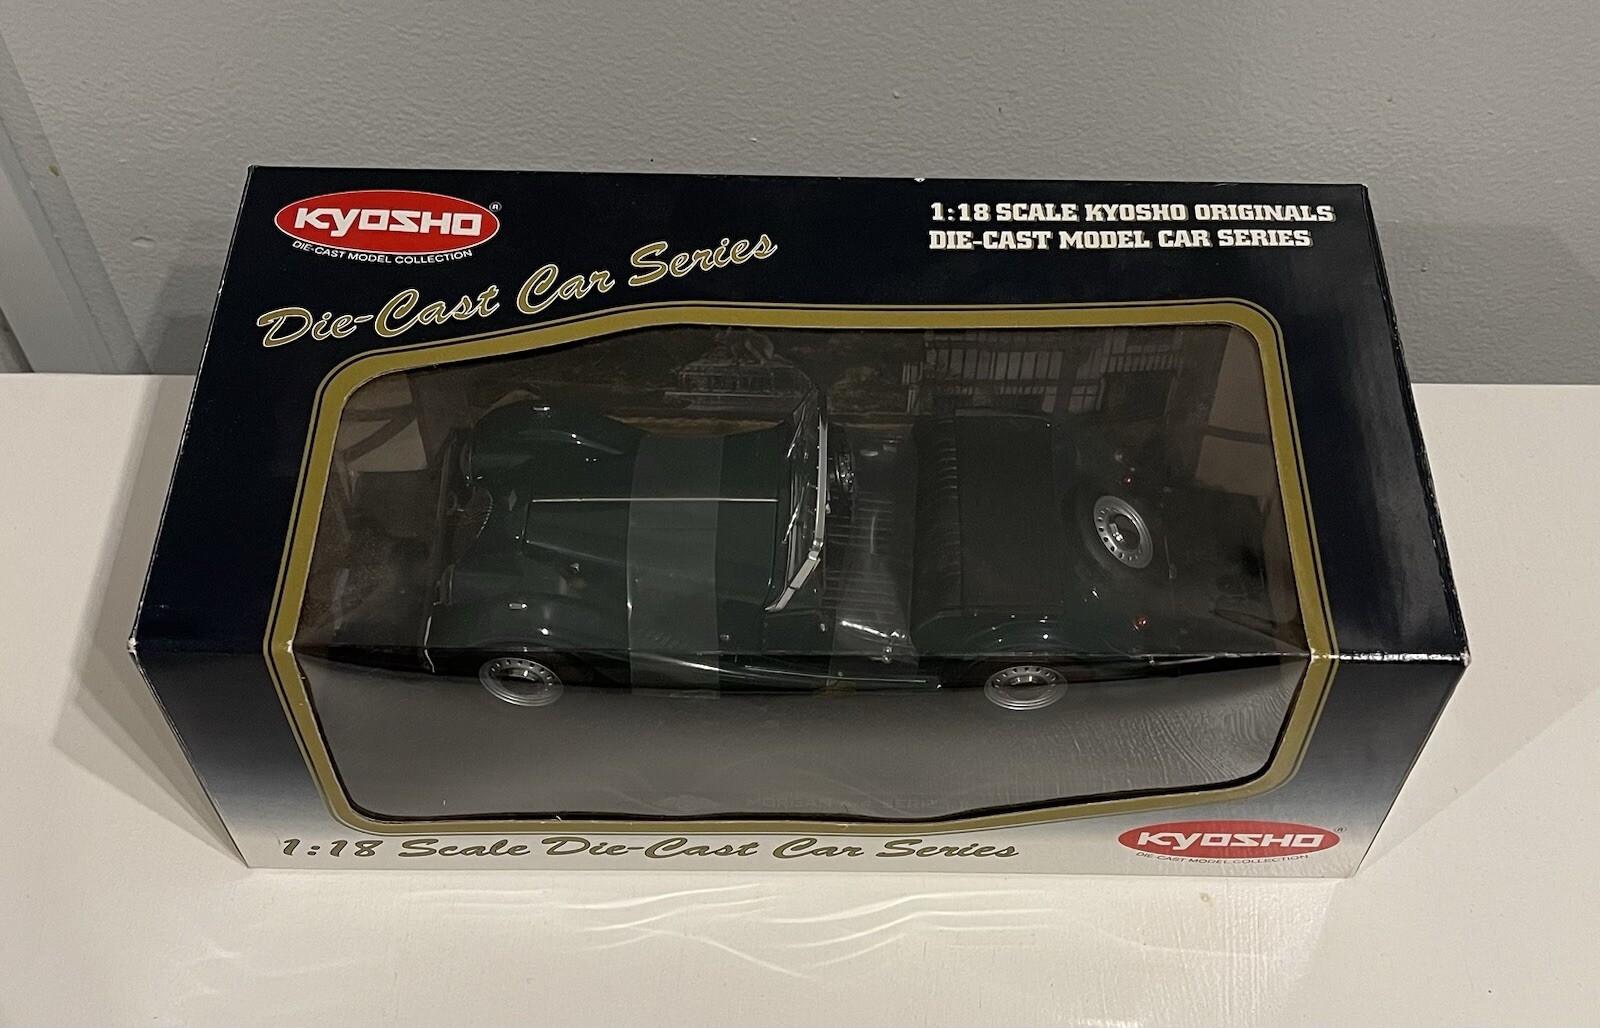 KYOSHO®
DIE-CAST MODEL COLLECTION
Die-Cast Car Series
1:18 SCALE KYOSHO ORIGINALS
DIE-CAST MODEL CAR SERIES
1:18 Scale Die-Cast Car Series
KYOSHO®
DIE-CAST MODEL COLLECTION